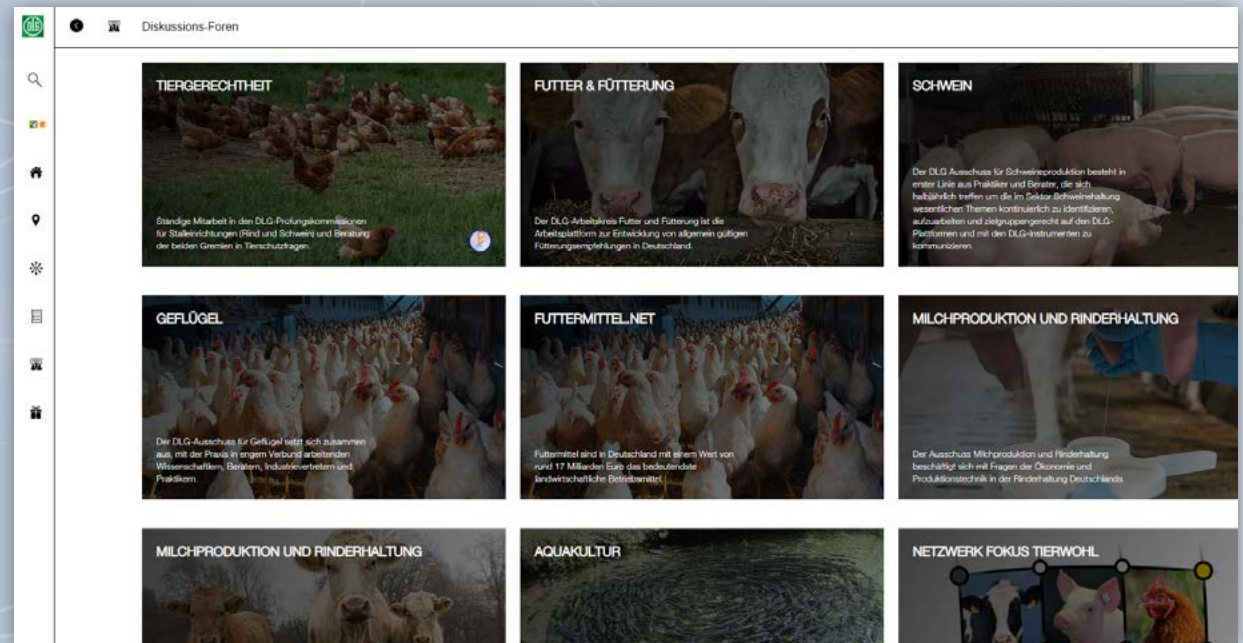 DLG
Diskussions-Foren
TIERGERECHTHEIT
Ständige Mitarbeit in den DLG-Prüfungskommissionen
für Stalleinrichtungen (Rind und Schwein) und Beratung
der beiden Gremien in Tierschutzfragen.
FUTTER & FÜTTERUNG
Der DLG-Arbeitskreis Futter und Fütterung ist die
Arbeitsplattform zur Entwicklung von allgemein gültigen
Fütterungsempfehlungen in Deutschland.
SCHWEIN
Der DLG Ausschuss für Schweineproduktion besteht in
erster Linie aus Praktiker und Berater, die sich
halbjährlich treffen um die im Sektor Schweinehaltung
wesentlichen Themen kontinuierlich zu identifizieren,
aufzuarbeiten und zielgruppengerecht auf den DLG-
Plattformen und mit den DLG-Instrumenten zu
kommunizieren.
GEFLÜGEL
Der DLG-Ausschuss für Geflügel setzt sich zusammen
aus, mit der Praxis in engem Verbund arbeitenden
Wissenschaftlern, Beratern, Industrievertretern und
Praktikern.
FUTTERMITTEL.NET
Futtermittel sind in Deutschland mit einem Wert von
rund 17 Milliarden Euro das bedeutendste
landwirtschaftliche Betriebsmittel.
MILCHPRODUKTION UND RINDERHALTUNG
Der Ausschuss Milchproduktion und Rinderhaltung
beschäftigt sich mit Fragen der Ökonomie und
Produktionstechnik in der Rinderhaltung Deutschlands.
MILCHPRODUKTION UND RINDERHALTUNG
AQUAKULTUR
NETZWERK FOKUS TIERWOHL